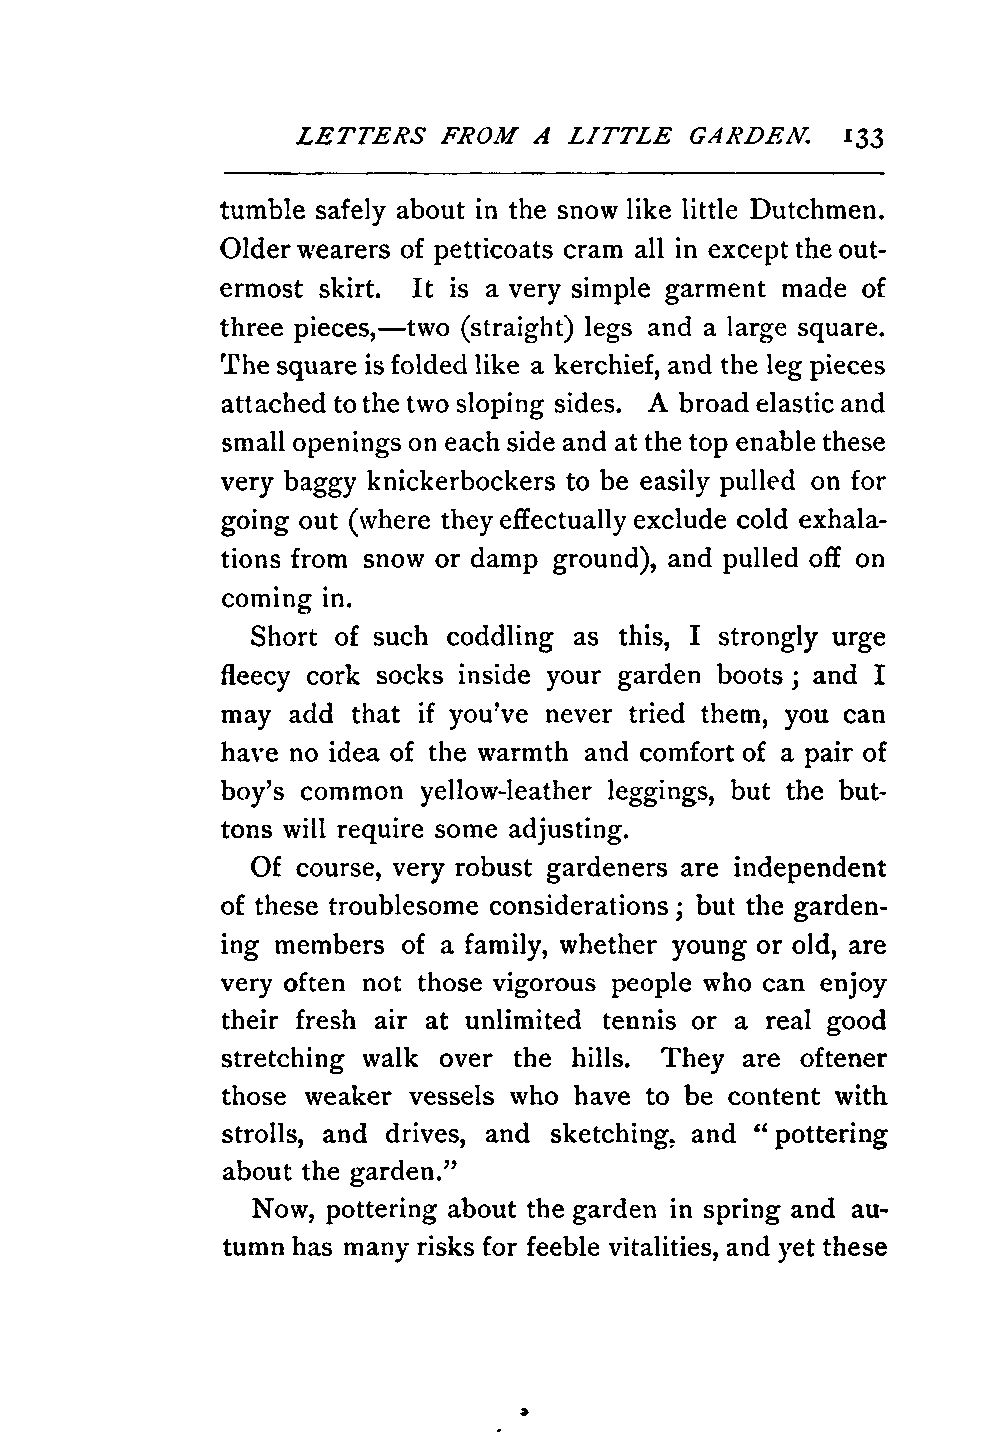 LETTERS FROM A LITTLE GARDEN. 133
tumble safely about in the snow like little Dutchmen.
Older wearers of petticoats cram all in except the out-
ermost skirt. It is a very simple garment made of
three pieces,—two (straight) legs and a large square.
The square is folded like a kerchief, and the leg pieces
attached to the two sloping sides. A broad elastic and
small openings on each side and at the top enable these
very baggy knickerbockers to be easily pulled on for
going out (where they effectually exclude cold exhala-
tions from snow or damp ground), and pulled off on
coming in.
Short of such coddling as this, I strongly urge
fleecy cork socks inside your garden boots ; and I
may add that if you've never tried them, you can
have no idea of the warmth and comfort of a pair of
boy's common yellow-leather leggings, but the but-
tons will require some adjusting.
Of course, very robust gardeners are independent
of these troublesome considerations ; but the garden-
ing members of a family, whether young or old, are
very often not those vigorous people who can enjoy
their fresh air at unlimited tennis or a real good
stretching walk over the hills. They are oftener
those weaker vessels who have to be content with
strolls, and drives, and sketching, and “ pottering
about the garden.”
Now, pottering about the garden in spring and au-
tumn has many risks for feeble vitalities, and yet these